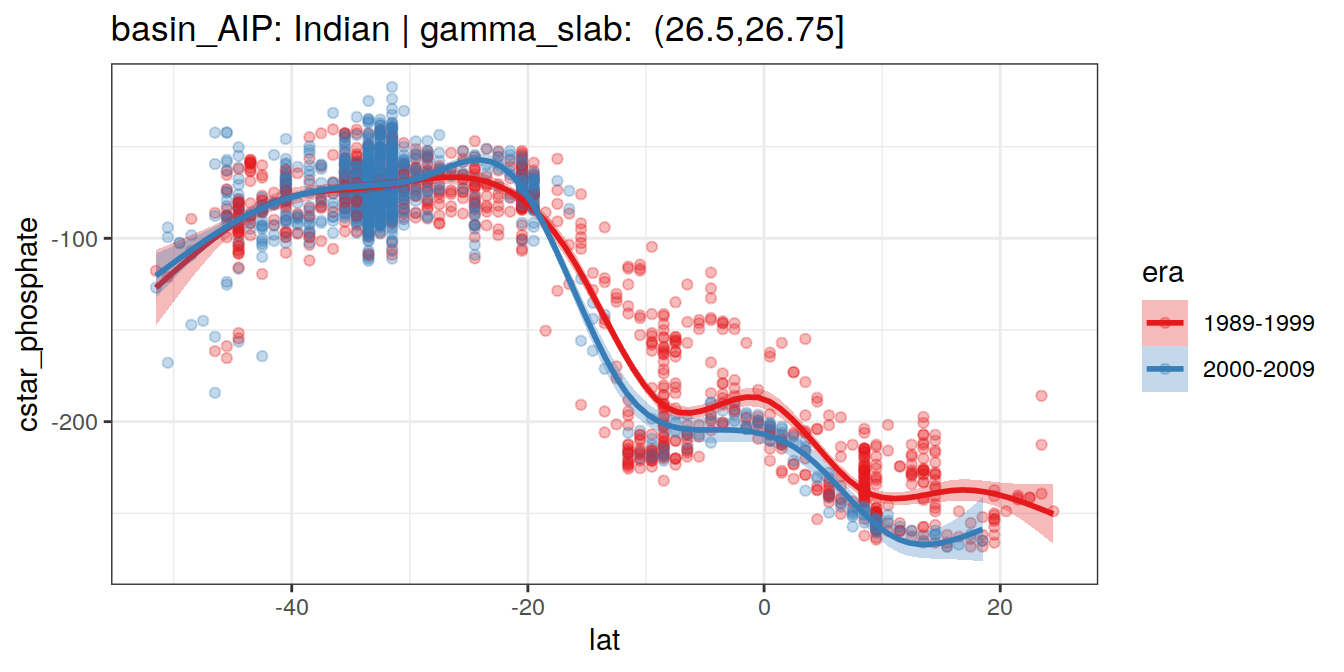 basin_AIP: Indian | gamma_slab:  (26.5,26.75]
cstar_phosphate
-100
-200
-40
-20
0
20
lat
era
1989-1999
2000-2009